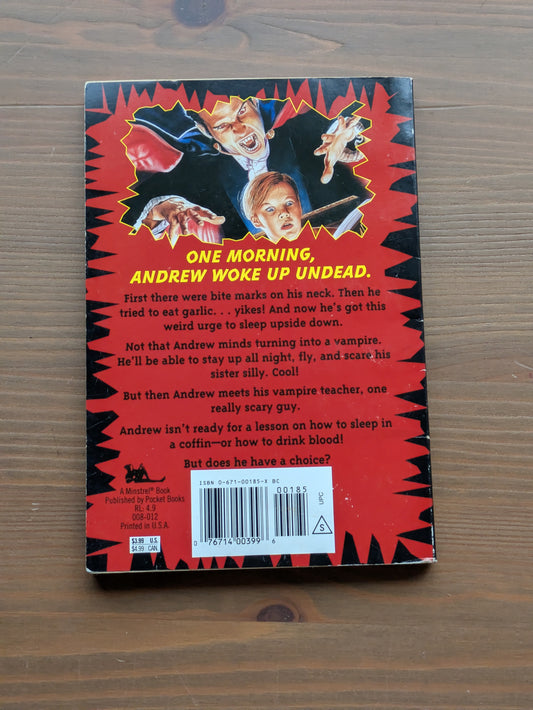 ONE MORNING,
ANDREW WOKE UP UNDEAD.
First there were bite marks on his neck. Then he
tried to eat garlic. . . yikes! And now he's got this
weird urge to sleep upside down.
Not that Andrew minds turning into a vampire.
He'll be able to stay up all night, fly, and scare his
sister silly. Cool!
But then Andrew meets his vampire teacher, one
really scary guy.
Andrew isn't ready for a lesson on how to sleep in
a coffin—or how to drink blood!
But does he have a choice?
A Minstrel® Book
Published by Pocket Books
RL: 4.9
008-012
Printed in U.S.A.
$3.99 U.S.
$4.99 CAN.
ISBN 0-671-00185-X BC
00185
0 76714 00399 6
UPC
S